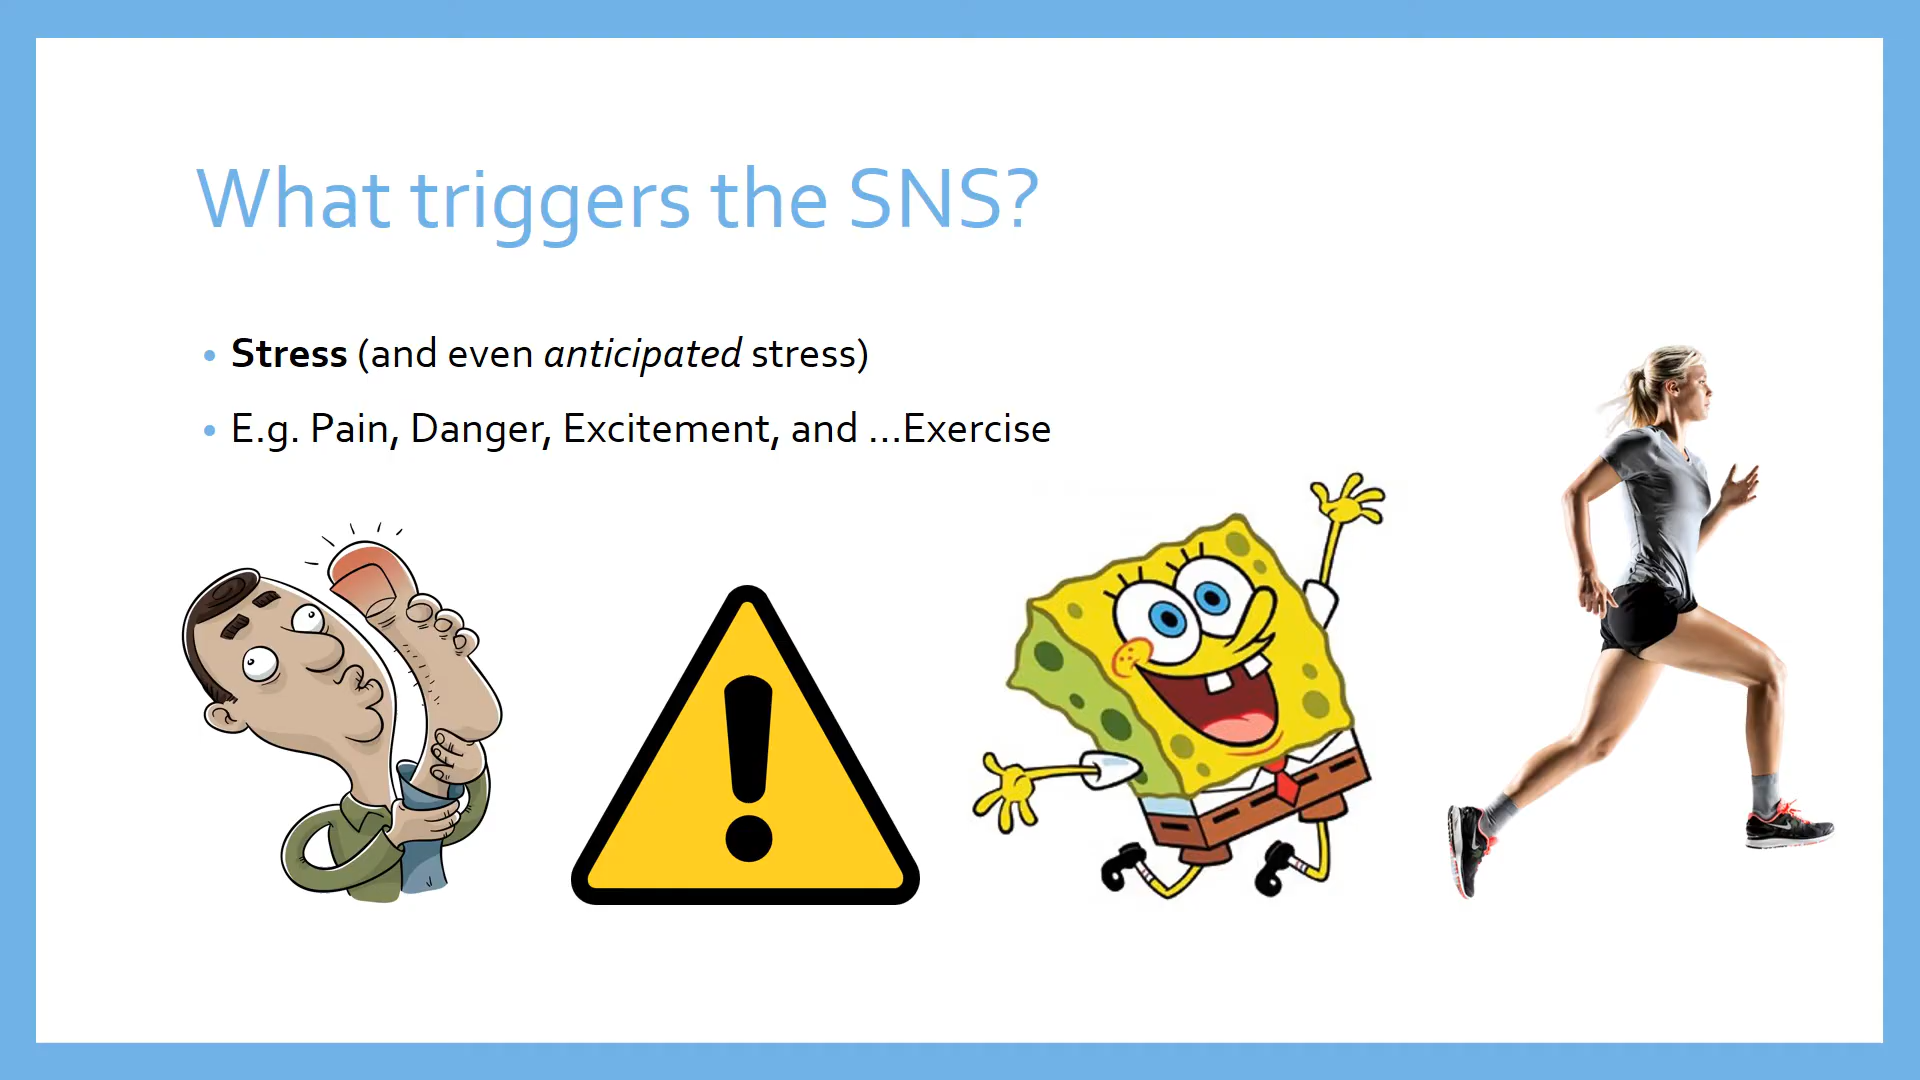 What triggers the SNS?
• Stress (and even anticipated stress)
• E.g. Pain, Danger, Excitement, and ...Exercise